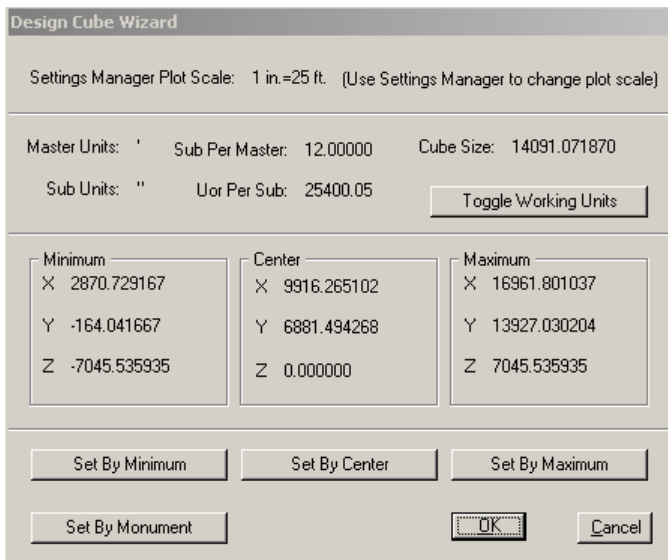 Design Cube Wizard
Settings Manager Plot Scale: 1 in.=25 ft. (Use Settings Manager to change plot scale)
Master Units: ' Sub Per Master: 12.00000 Cube Size: 14091.071870
Sub Units: " Uor Per Sub: 25400.05 Toggle Working Units
Minimum Center Maximum
X 2870.729167 X 9916.265102 X 16961.801037
Y -164.041667 Y 6881.494268 Y 13927.030204
Z -7045.535935 Z 0.000000 Z 7045.535935
Set By Minimum Set By Center Set By Maximum
Set By Monument OK Cancel